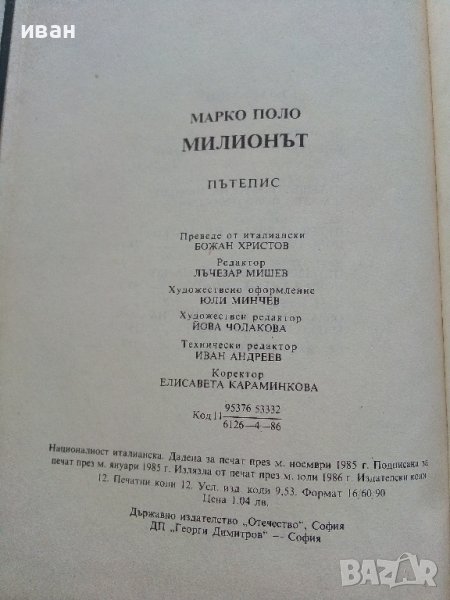 иван
МАРКО ПОЛО
МИЛИОНЪТ
ПЪТЕПИС
Преведе от италиански
БОЖАН ХРИСТОВ
Редактор
ЛЪЧЕЗАР МИШЕВ
Художествено оформление
ЮЛИ МИНЧЕВ
Художествен редактор
ЙОВА ЧОЛАКОВА
Технически редактор
ИВАН АНДРЕЕВ
Коректор
ЕЛИСАВЕТА КАРАМИНКОВА
95376 53332
Код 11
6126—4—86
Националност италианска. Дадена за печат през м. ноември 1985 г. Подписана за
печат през м. януари 1985 г. Излязла от печат през м. юли 1986 г. Издателски коли
12. Печатни коли 12. Усл. изд. коли 9,53. Формат 16/60/90
Цена 1.04 лв.
Държавно издателство „Отечество“, София
ДП „Георги Димитров“ — София
BAZAR
bg